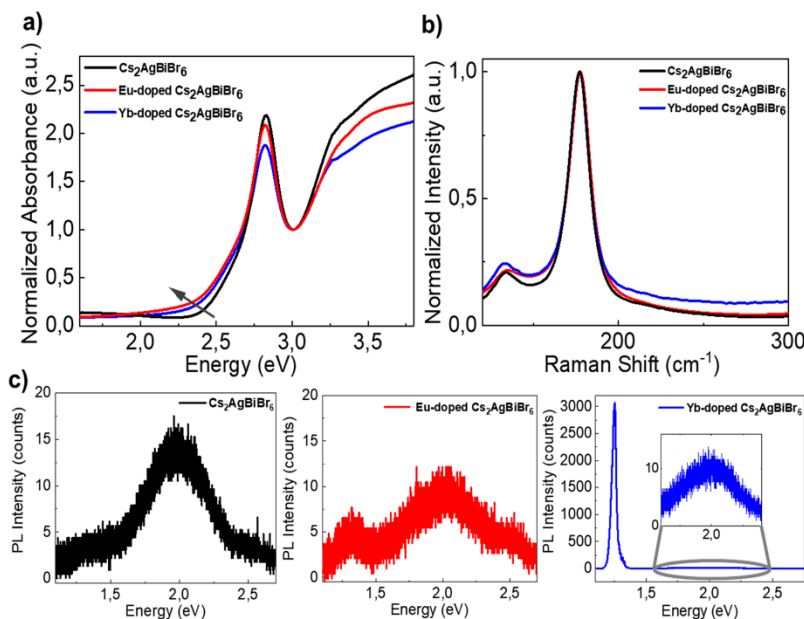 a)
Normalized Absorbance (a.u.)
2,5
2,0
1,5
1,0
0,5
0,0
Cs₂AgBiBr₆
Eu-doped Cs₂AgBiBr₆
Yb-doped Cs₂AgBiBr₆
2,0 2,5 3,0 3,5
Energy (eV)
b)
Normalized Intensity (a.u.)
1,0
0,5
0,0
Cs₂AgBiBr₆
Eu-doped Cs₂AgBiBr₆
Yb-doped Cs₂AgBiBr₆
200 300
Raman Shift (cm⁻¹)
c)
PL Intensity (counts)
20
15
10
5
0
Cs₂AgBiBr₆
1,5 2,0 2,5
Energy (eV)
PL Intensity (counts)
20
15
10
5
0
Eu-doped Cs₂AgBiBr₆
1,5 2,0 2,5
Energy (eV)
PL Intensity (counts)
3000
2500
2000
1500
1000
500
0
Yb-doped Cs₂AgBiBr₆
10
0
2,0
1,5 2,0 2,5
Energy (eV)